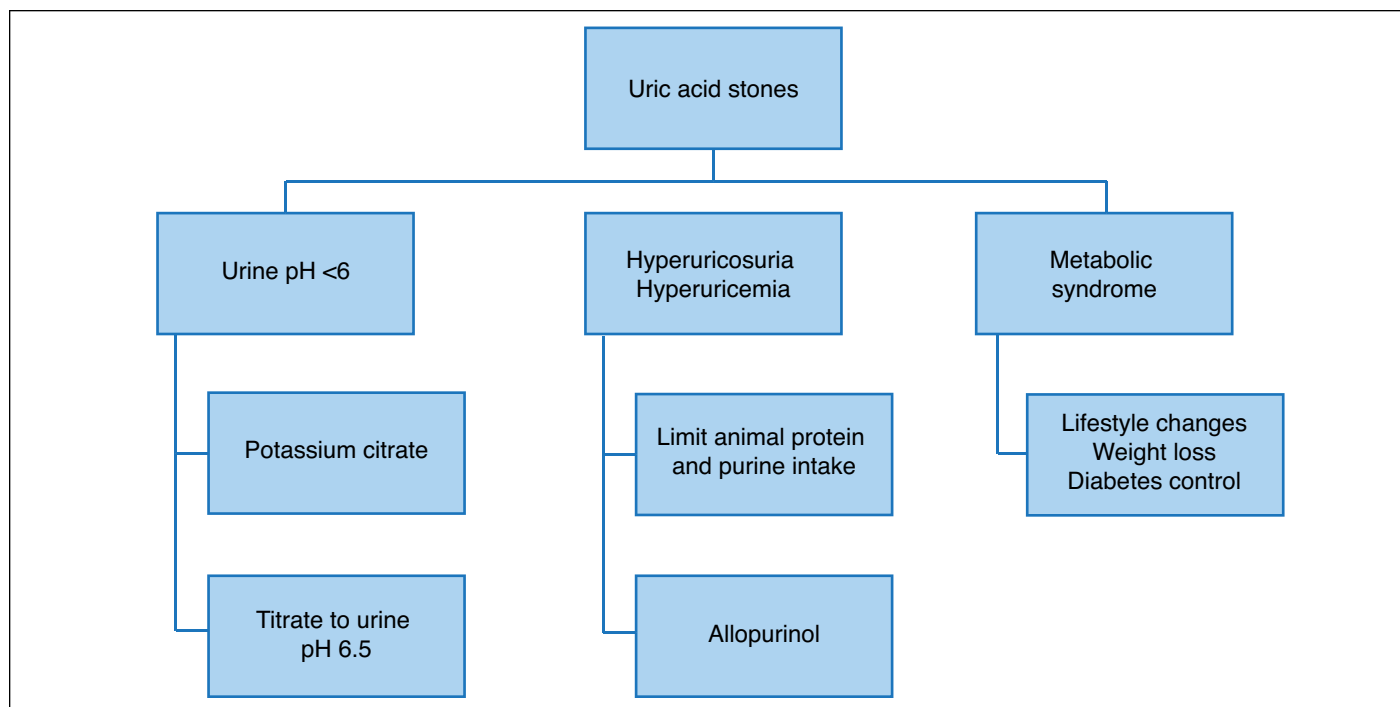 Uric acid stones
Urine pH <6
Hyperuricosuria
Hyperuricemia
Metabolic
syndrome
Potassium citrate
Limit animal protein
and purine intake
Lifestyle changes
Weight loss
Diabetes control
Titrate to urine
pH 6.5
Allopurinol